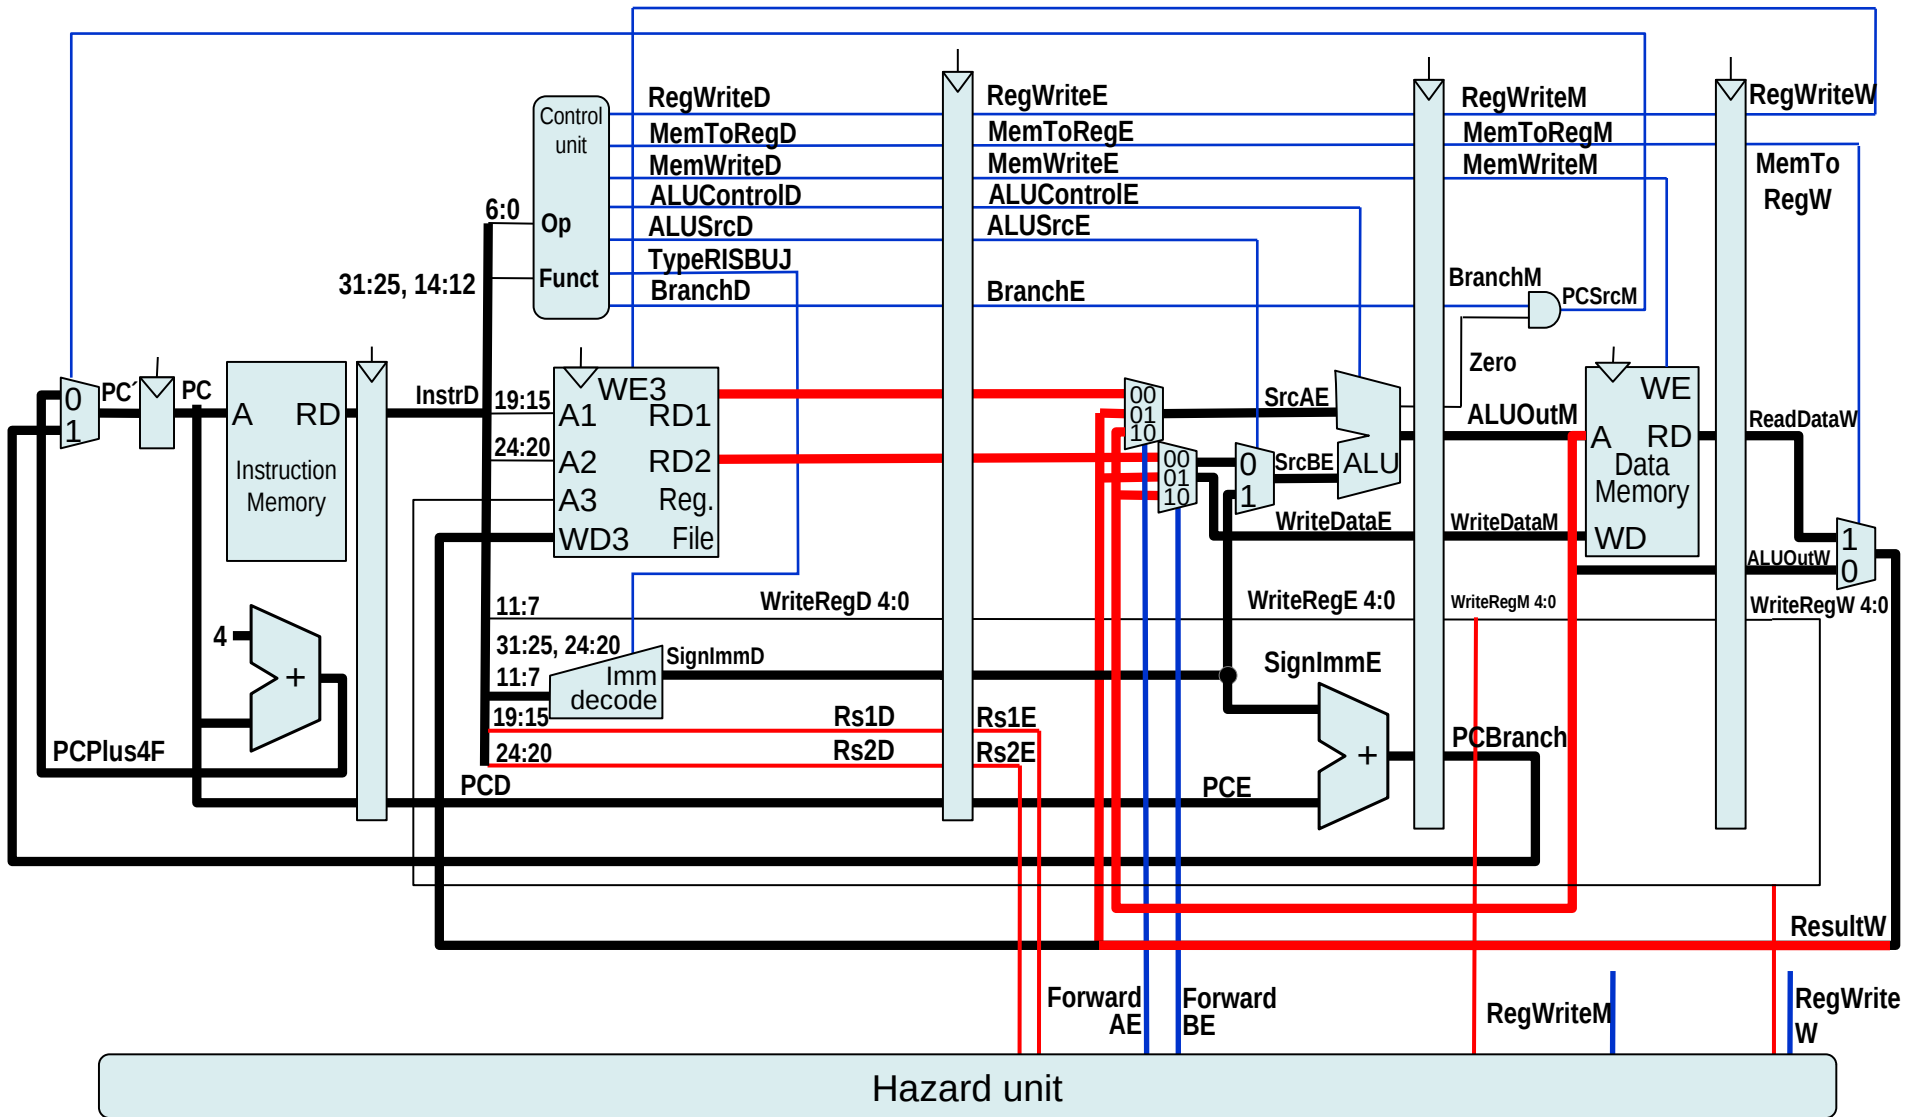 RegWriteD
RegWriteE
RegWriteM
RegWriteW
Control
unit
MemToRegD
MemToRegE
MemToRegM
MemWriteD
MemWriteE
MemWriteM
MemTo
RegW
ALUControlD
ALUControlE
6:0
Op
ALUSrcD
ALUSrcE
TypeRISBUJ
31:25, 14:12
Funct
BranchD
BranchE
BranchM
PCSrcM
Zero
0
1
PC´
PC
A
RD
Instruction
Memory
InstrD
19:15
24:20
WE3
A1
RD1
A2
RD2
A3
Reg.
WD3
File
00
01
10
00
01
10
SrcAE
0
1
SrcBE
ALU
ALUOutM
WE
A
RD
Data
Memory
WD
ReadDataW
WriteDataE
WriteDataM
1
0
ALUOutW
11:7
WriteRegD 4:0
WriteRegE 4:0
WriteRegM 4:0
WriteRegW 4:0
4
+
31:25, 24:20
11:7
Imm
decode
SignImmD
SignImmE
19:15
Rs1D
Rs1E
24:20
Rs2D
Rs2E
PCPlus4F
PCD
PCE
+
PCBranch
ResultW
Forward
AE
Forward
BE
RegWriteM
RegWrite
W
Hazard unit